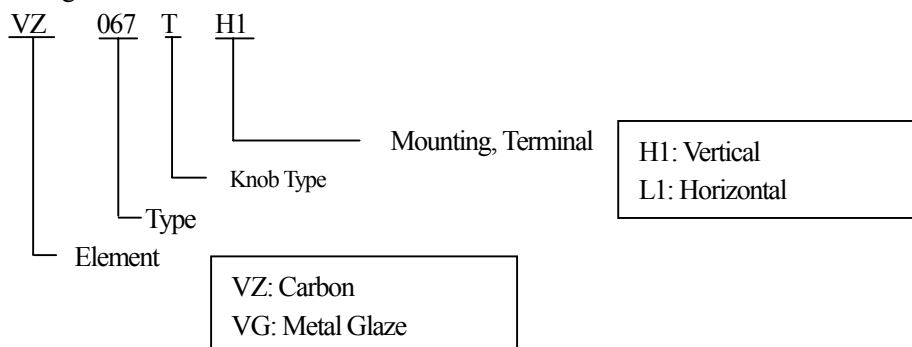 VZ 067 T H1
Mounting, Terminal
H1: Vertical
L1: Horizontal
Knob Type
Type
Element
VZ: Carbon
VG: Metal Glaze